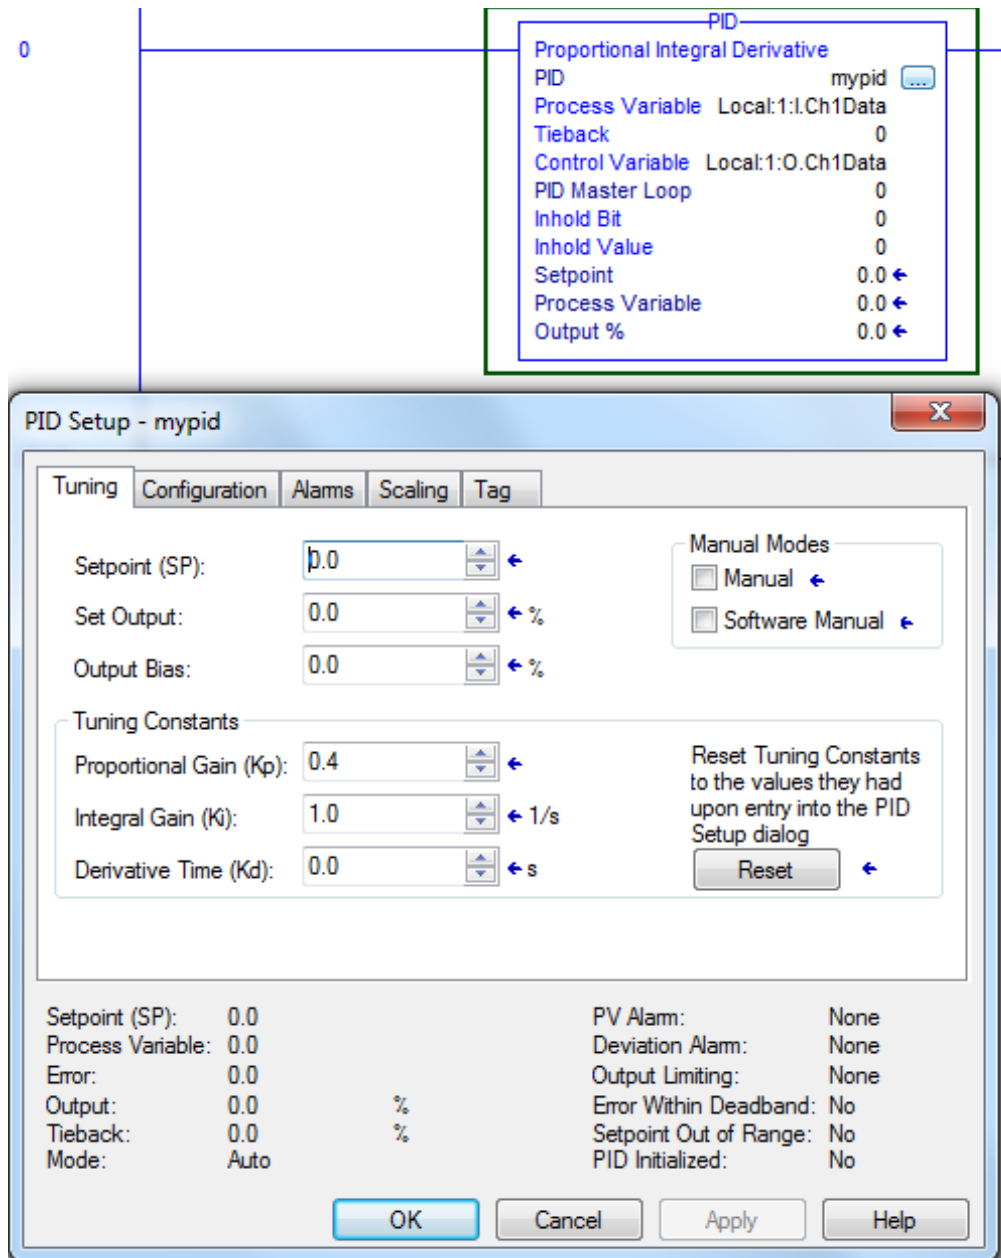 PID
0
Proportional Integral Derivative
PID mypid ...
Process Variable Local:1:I.Ch1Data
Tieback 0
Control Variable Local:1:O.Ch1Data
PID Master Loop 0
Inhold Bit 0
Inhold Value 0
Setpoint 0.0
Process Variable 0.0
Output % 0.0
PID Setup - mypid
Tuning Configuration Alarms Scaling Tag
Setpoint (SP): 0.0
Set Output: 0.0 %
Output Bias: 0.0 %
Manual Modes
Manual
Software Manual
Tuning Constants
Proportional Gain (Kp): 0.4
Integral Gain (Ki): 1.0 1/s
Derivative Time (Kd): 0.0 s
Reset Tuning Constants
to the values they had
upon entry into the PID
Setup dialog
Reset
Setpoint (SP): 0.0
Process Variable: 0.0
Error: 0.0
Output: 0.0 %
Tieback: 0.0 %
Mode: Auto
PV Alarm: None
Deviation Alarm: None
Output Limiting: None
Error Within Deadband: No
Setpoint Out of Range: No
PID Initialized: No
OK Cancel Apply Help